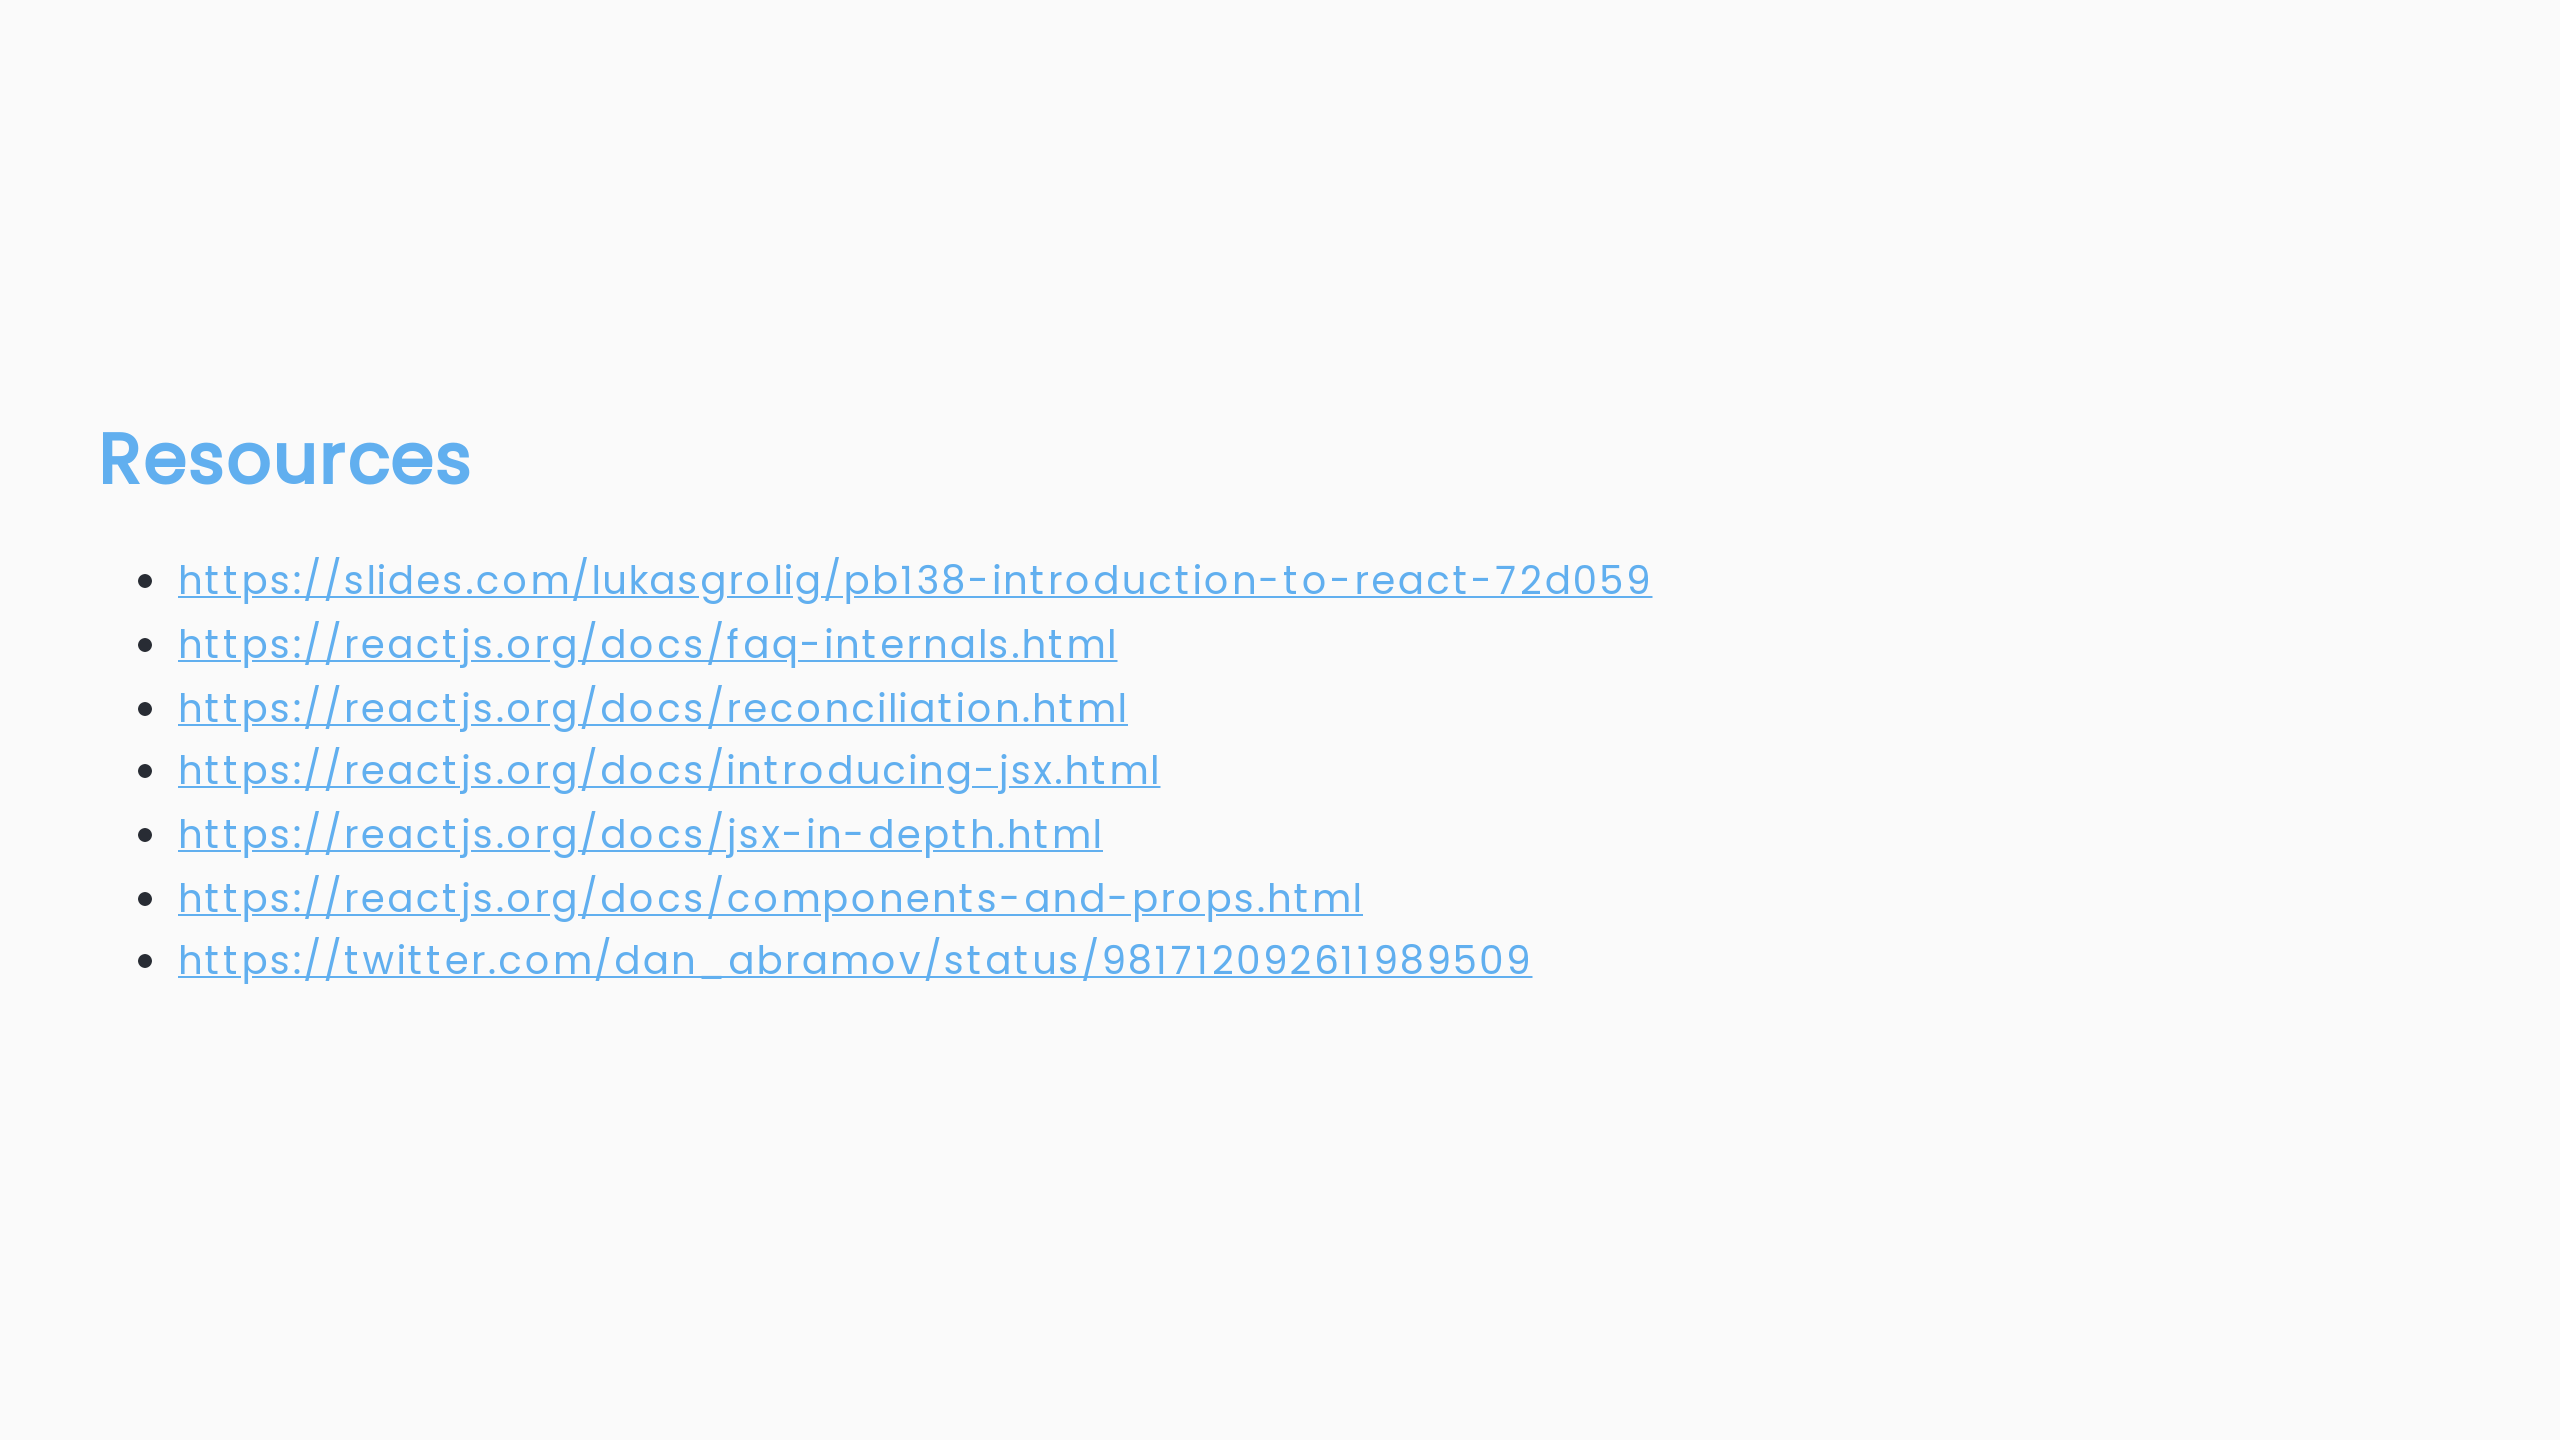 Resources
https://slides.com/lukasgrolig/pb138-introduction-to-react-72d059
https://reactjs.org/docs/faq-internals.html
https://reactjs.org/docs/reconciliation.html
https://reactjs.org/docs/introducing-jsx.html
https://reactjs.org/docs/jsx-in-depth.html
https://reactjs.org/docs/components-and-props.html
https://twitter.com/dan_abramov/status/981712092611989509